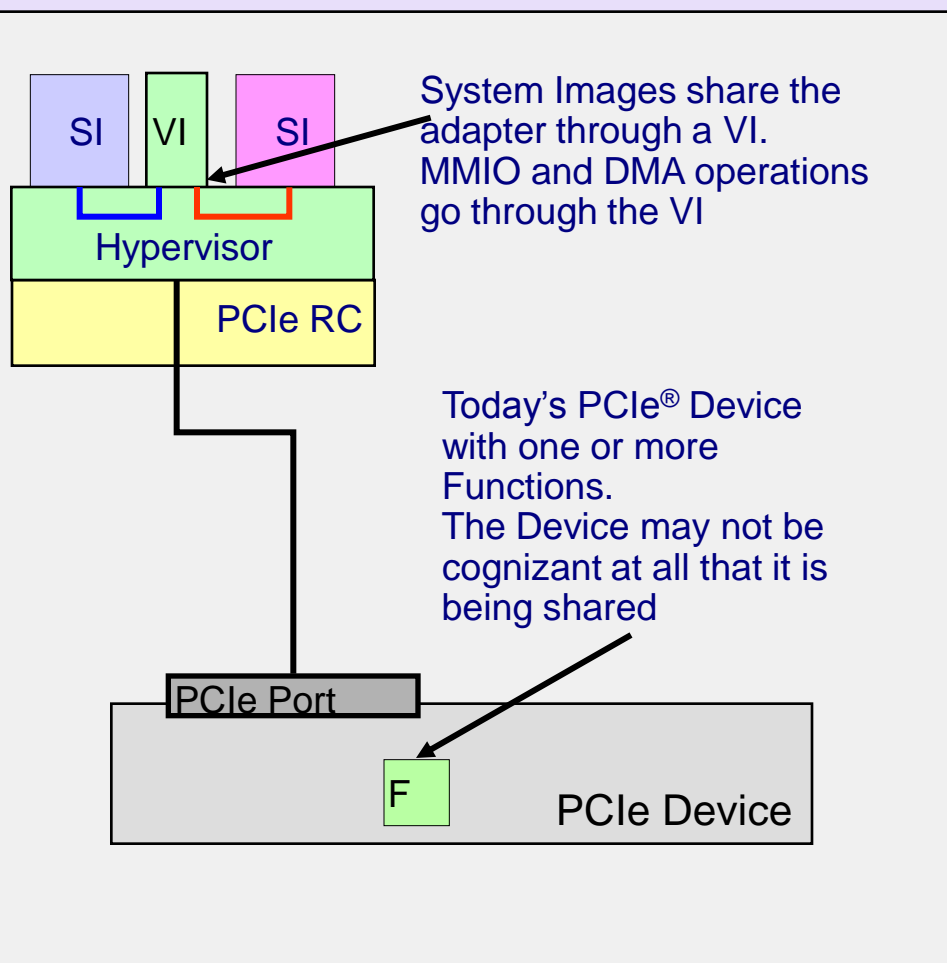 SI
VI
SI
System Images share the
adapter through a VI.
MMIO and DMA operations
go through the VI
Hypervisor
PCIe RC
Today’s PCIe® Device
with one or more
Functions.
The Device may not be
cognizant at all that it is
being shared
PCIe Port
F
PCIe Device